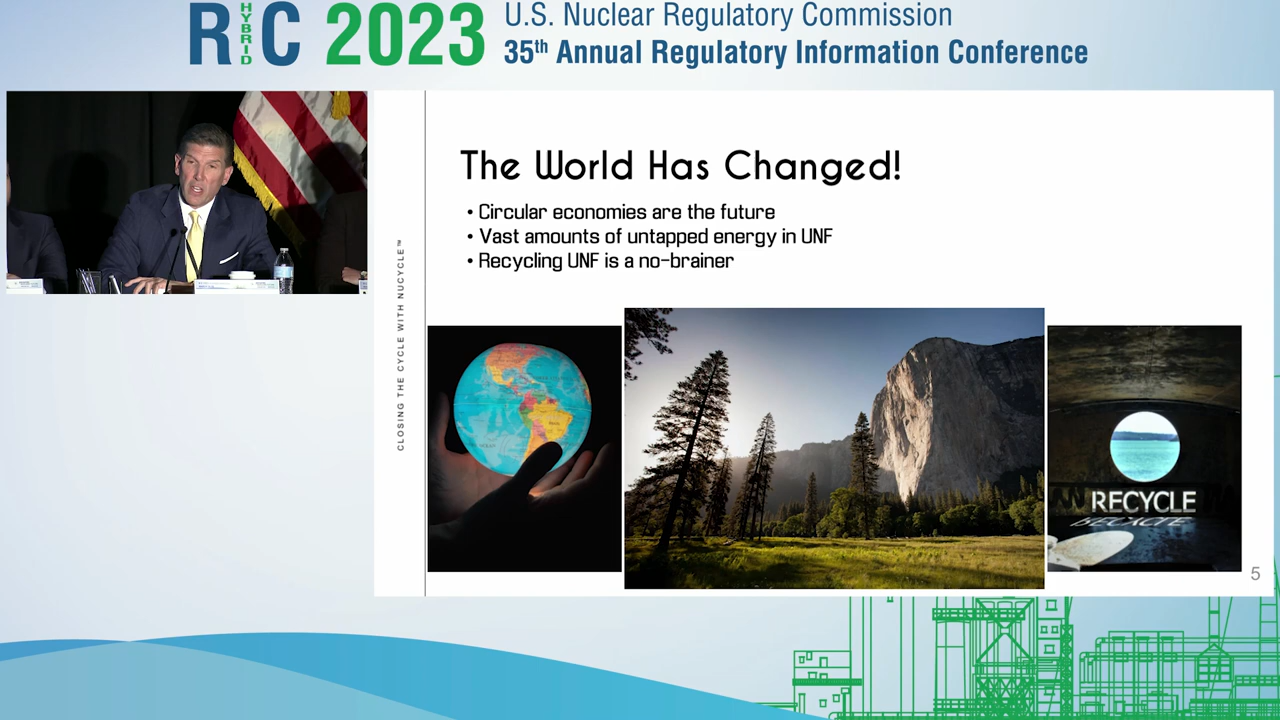 RIC 2023
HYBRID
U.S. Nuclear Regulatory Commission
35th Annual Regulatory Information Conference
CLOSING THE CYCLE WITH NUCYCLE™
The World Has Changed!
• Circular economies are the future
• Vast amounts of untapped energy in UNF
• Recycling UNF is a no-brainer
RECYCLE
5